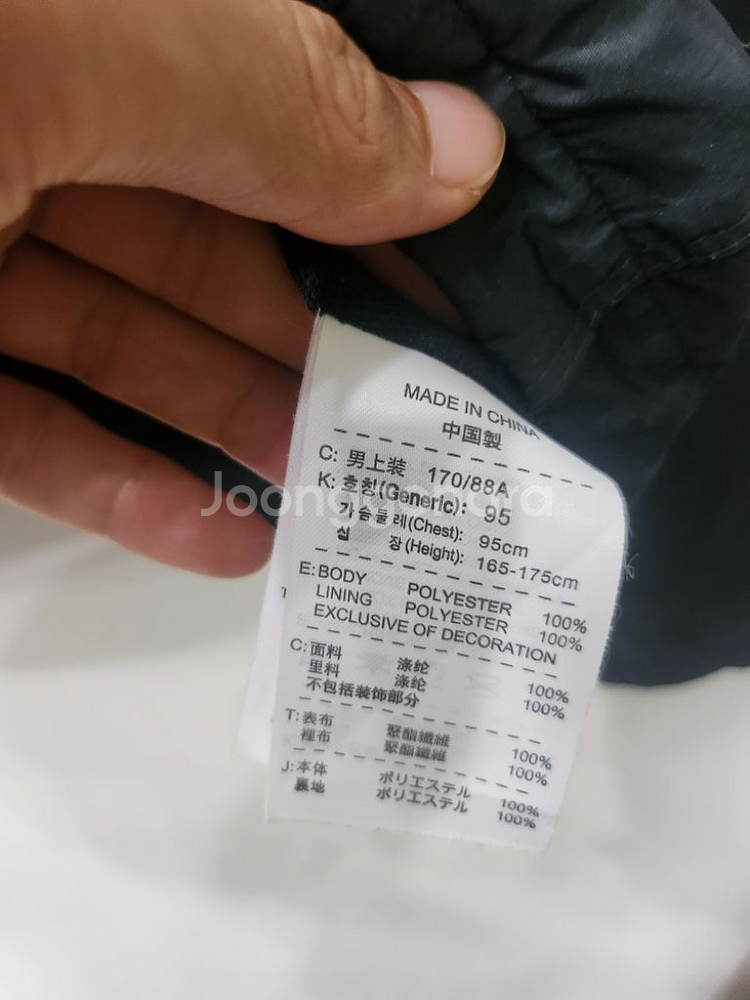 MADE IN CHINA
中国製
C: 男上装 170/88A
K: 호칭(Generic): 95
가슴둘레(Chest): 95cm
실 장(Height): 165-175cm
E: BODY POLYESTER 100%
LINING POLYESTER 100%
EXCLUSIVE OF DECORATION
C: 面料 涤纶 100%
里料 涤纶 100%
不包括装饰部分
T: 表布 聚酯纖維 100%
裡布 聚酯纖維 100%
J: 本体 ポリエステル 100%
裏地 ポリエステル 100%
Joonggonara